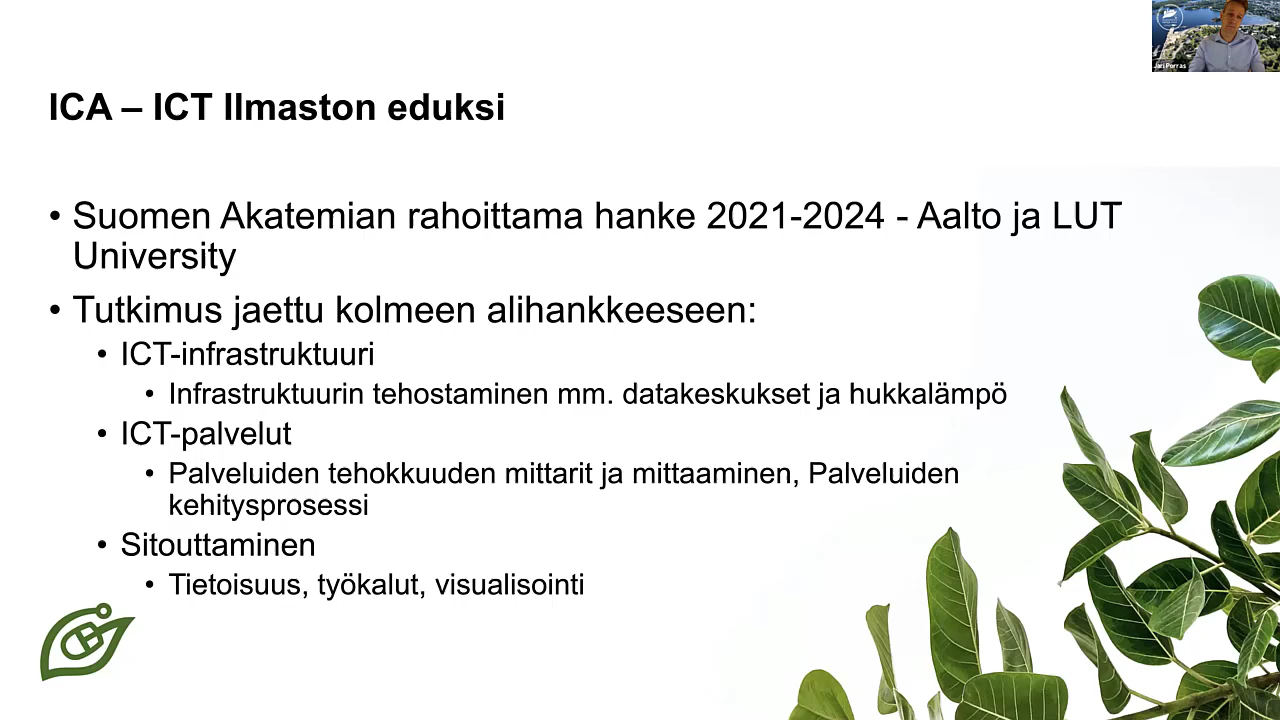 Jari Porras
ICA – ICT Ilmaston eduksi
• Suomen Akatemian rahoittama hanke 2021-2024 - Aalto ja LUT
University
• Tutkimus jaettu kolmeen alihankkeeseen:
• ICT-infrastruktuuri
• Infrastruktuurin tehostaminen mm. datakeskukset ja hukkalämpö
• ICT-palvelut
• Palveluiden tehokkuuden mittarit ja mittaaminen, Palveluiden
kehitysprosessi
• Sitouttaminen
• Tietoisuus, työkalut, visualisointi